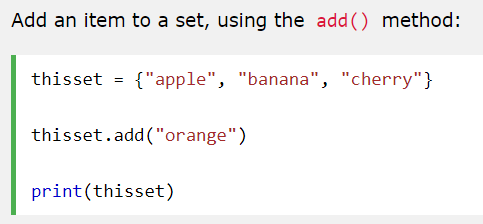 Add an item to a set, using the add() method:
thisset = {"apple", "banana", "cherry"}
thisset.add("orange")
print(thisset)